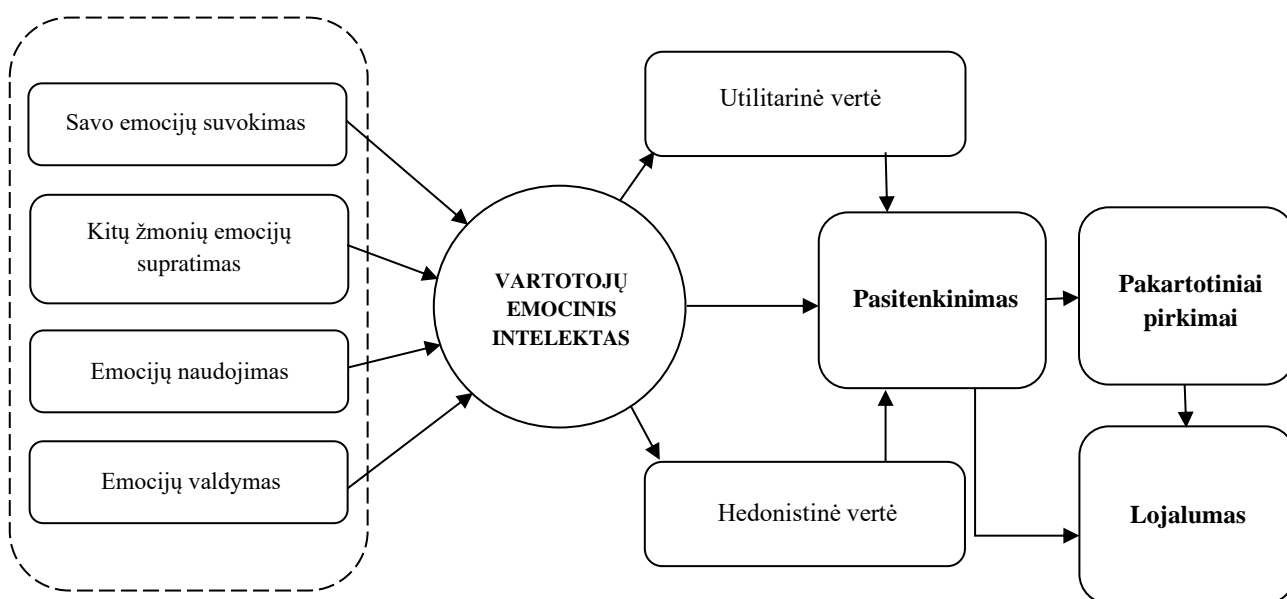 Savo emocijų suvokimas
Kitų žmonių emocijų
supratimas
Emocijų naudojimas
Emocijų valdymas
VARTOTOJŲ
EMOCINIS
INTELEKTAS
Utilitarinė vertė
Hedonistinė vertė
Pasitenkinimas
Pakartotiniai
pirkimai
Lojalumas